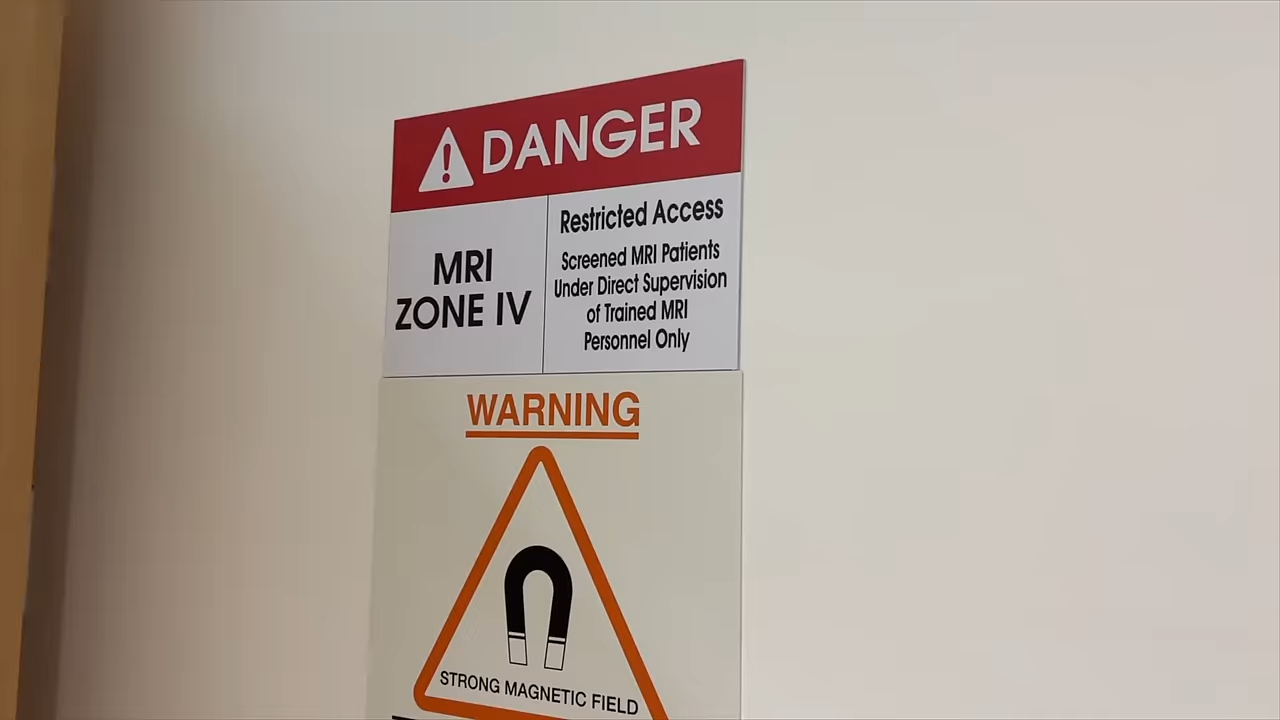 DANGER
MRI
ZONE IV
Restricted Access
Screened MRI Patients
Under Direct Supervision
of Trained MRI
Personnel Only
WARNING
STRONG MAGNETIC FIELD